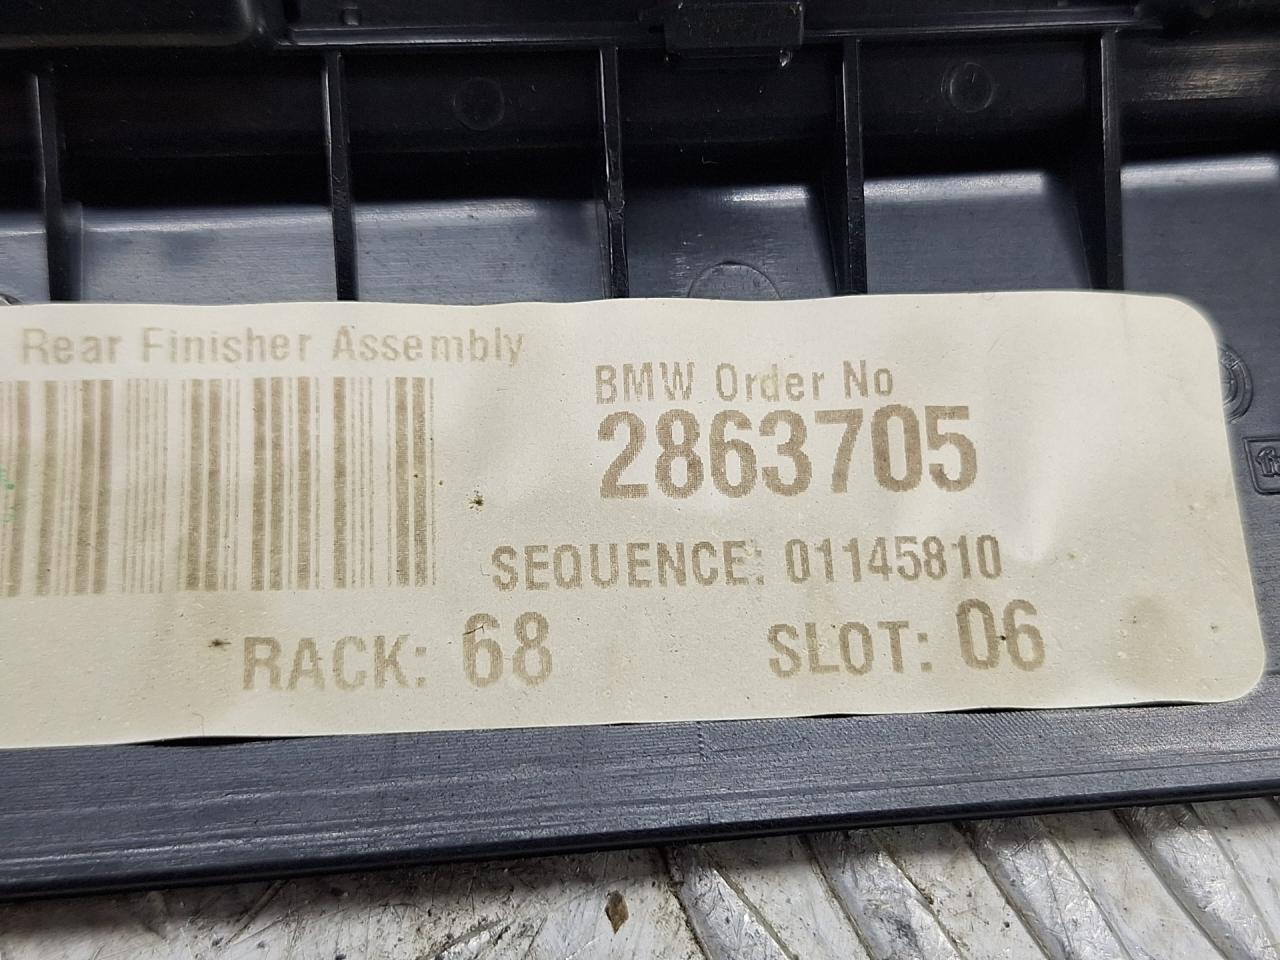 Rear Finisher Assembly
BMW Order No
2863705
SEQUENCE: 01145810
RACK: 68
SLOT: 06